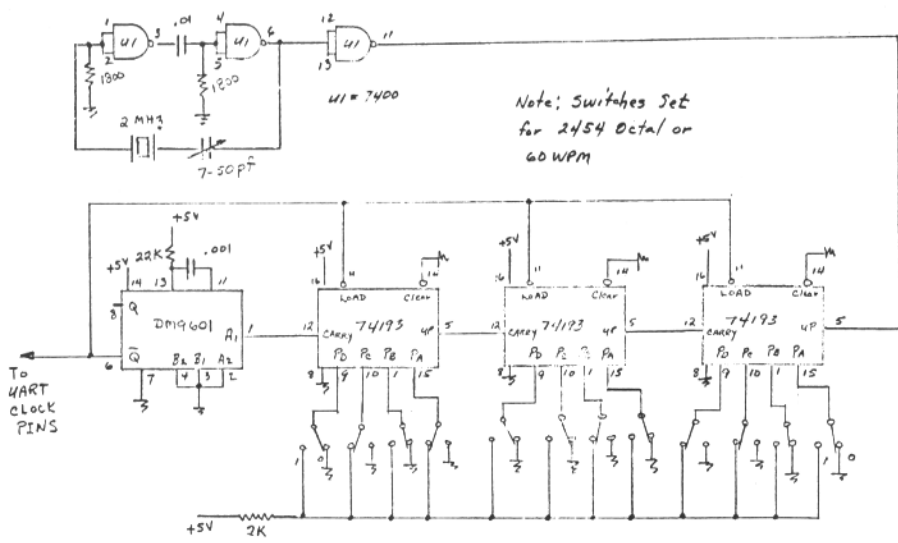 1
2
U1
3
.01
4
5
U1
6
12
13
U1
11
1800
1800
U1 = 7400
2 MHz
7-50 pf
Note: Switches Set
for 2454 Octal or
60 WPM
+5V
22K
.001
+5V
14
13
11
8
Q
DM9601
A1
1
Q
B2
B1
A2
6
7
4
3
2
To
UART
CLOCK
PINS
+5V
16
11
14
LOAD
Clear
12
CARRY
74193
UP
5
PD
PC
PB
PA
8
9
10
1
15
+5V
16
11
14
LOAD
Clear
12
CARRY
74193
UP
5
PD
PC
PB
PA
8
9
10
1
15
+5V
16
11
14
LOAD
Clear
12
CARRY
74193
UP
5
PD
PC
PB
PA
8
9
10
1
15
1
0
1
0
+5V
2K